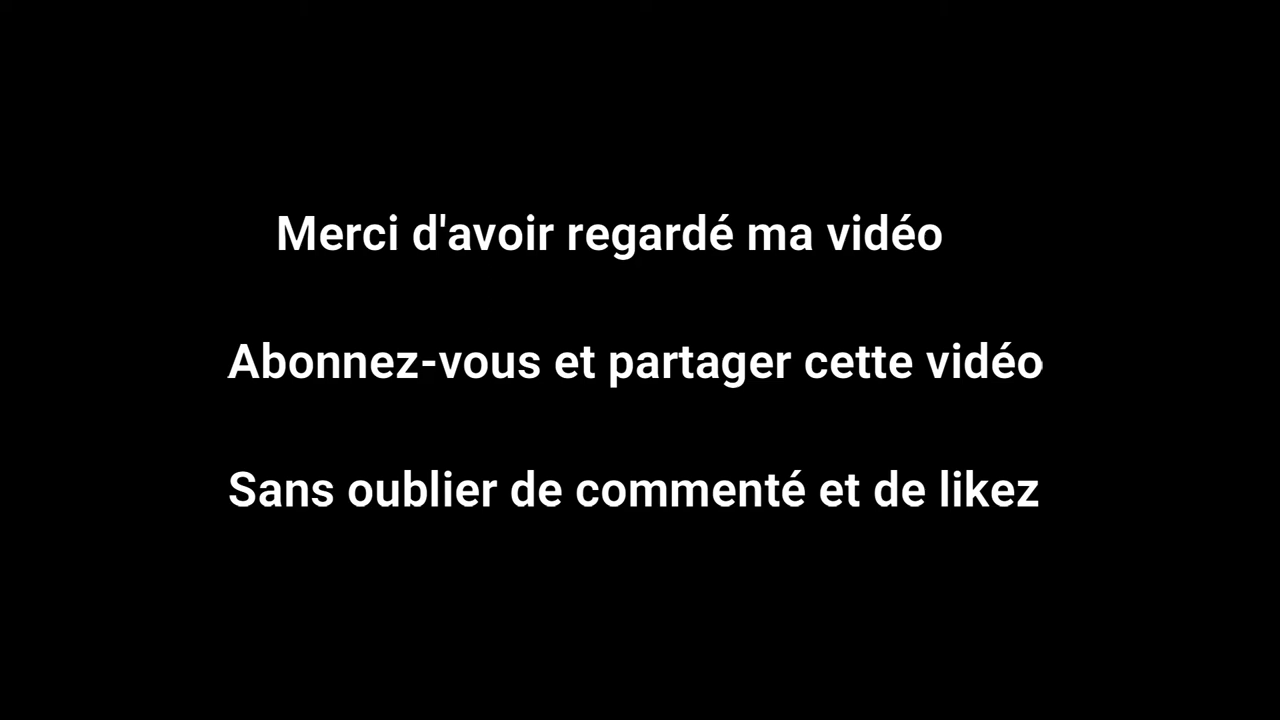 Merci d'avoir regardé ma vidéo
Abonnez-vous et partager cette vidéo
Sans oublier de commenté et de likez